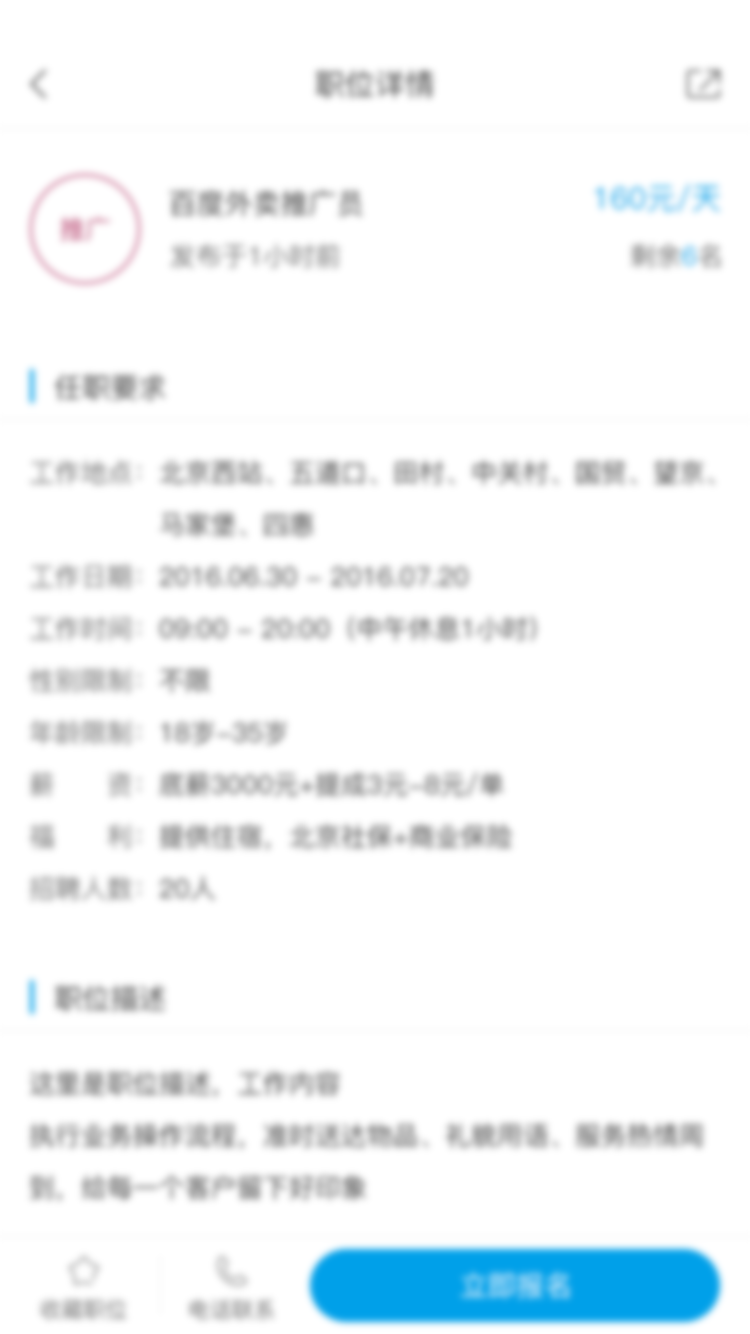 职位详情
推广
百度外卖推广员
160元/天
发布于1小时前
剩余6名
任职要求
工作地点：北京西站、五道口、田村、中关村、国贸、望京、
马家堡、四惠
工作日期：2016.06.30 - 2016.07.20
工作时间：09:00 - 20:00（中午休息1小时）
性别限制：不限
年龄限制：18岁-35岁
薪 资：底薪3000元+提成3元-8元/单
福 利：提供住宿，北京社保+商业保险
招聘人数：20人
职位描述
这里是职位描述，工作内容
执行业务操作流程，准时送达物品、礼貌用语、服务热情周
到，给每一个客户留下好印象
收藏职位
电话联系
立即报名